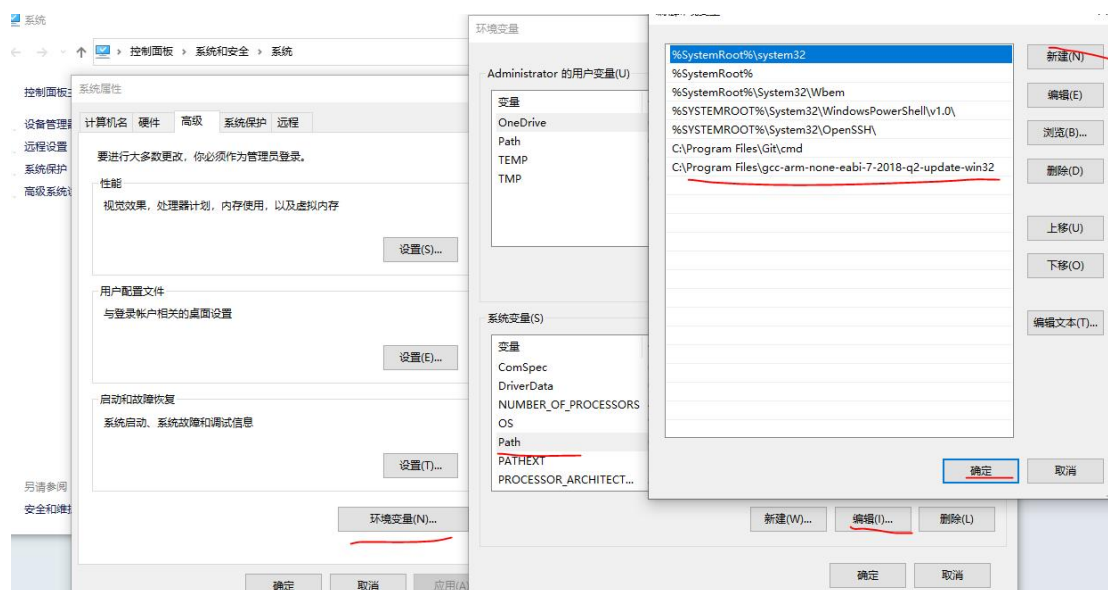 系统
控制面板 › 系统和安全 › 系统
控制面板主
设备管理
远程设置
系统保护
高级系统
另请参阅
安全和维
系统属性
计算机名 硬件 高级 系统保护 远程
要进行大多数更改，你必须作为管理员登录。
性能
视觉效果，处理器计划，内存使用，以及虚拟内存
设置(S)...
用户配置文件
与登录帐户相关的桌面设置
设置(E)...
启动和故障恢复
系统启动、系统故障和调试信息
设置(T)...
环境变量(N)...
确定 取消 应用(A)
环境变量
Administrator 的用户变量(U)
变量
OneDrive
Path
TEMP
TMP
系统变量(S)
变量
ComSpec
DriverData
NUMBER_OF_PROCESSORS
OS
Path
PATHEXT
PROCESSOR_ARCHITECT...
新建(W)... 编辑(I)... 删除(L)
确定 取消
%SystemRoot%\system32
%SystemRoot%
%SystemRoot%\System32\Wbem
%SYSTEMROOT%\System32\WindowsPowerShell\v1.0\
%SYSTEMROOT%\System32\OpenSSH\
C:\Program Files\Git\cmd
C:\Program Files\gcc-arm-none-eabi-7-2018-q2-update-win32
新建(N)
编辑(E)
浏览(B)...
删除(D)
上移(U)
下移(O)
编辑文本(T)...
确定 取消